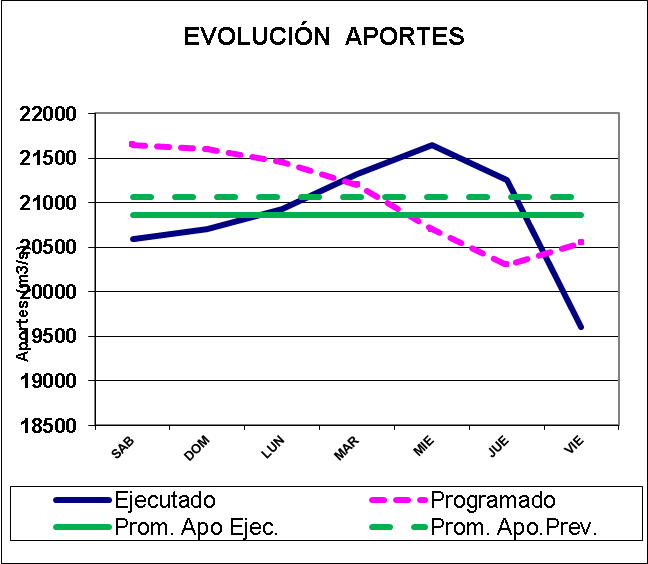 EVOLUCIÓN APORTES
22000
21500
21000
20500
20000
19500
19000
18500
Aportes (m3/s)
SAB DOM LUN MAR MIE JUE VIE
Ejecutado Programado
Prom. Apo Ejec. Prom. Apo.Prev.